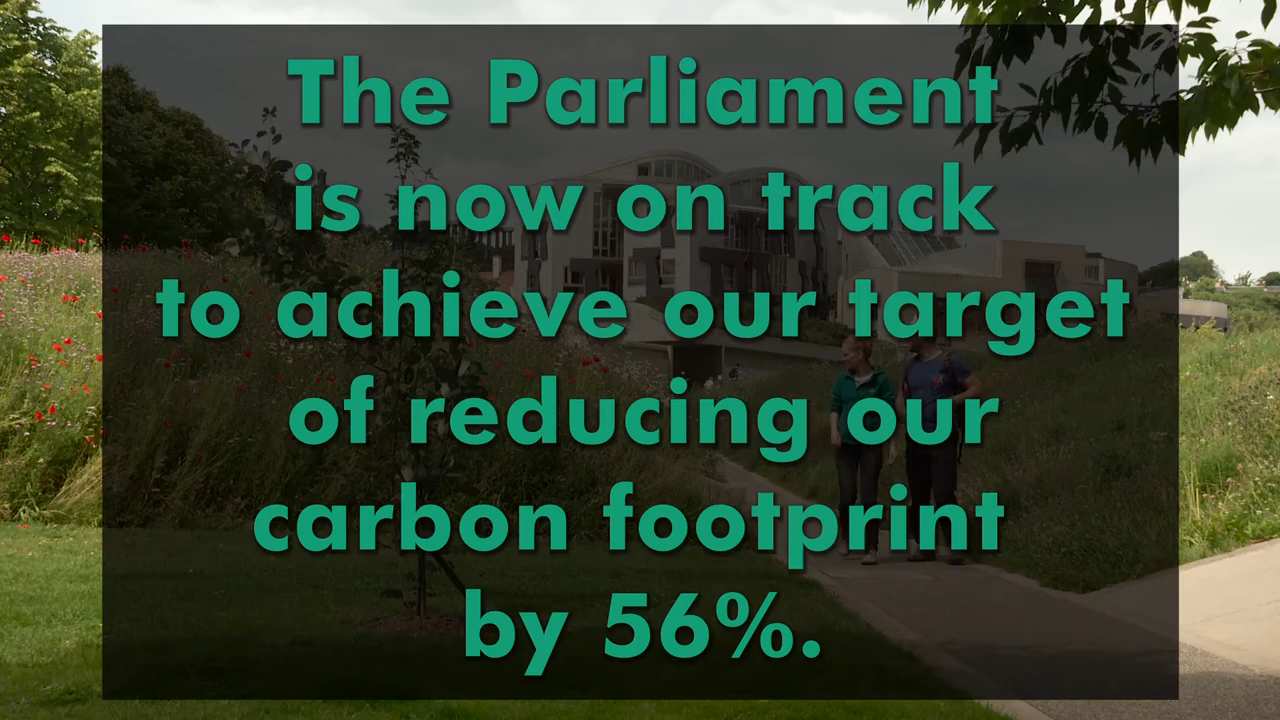 The Parliament
is now on track
to achieve our target
of reducing our
carbon footprint
by 56%.